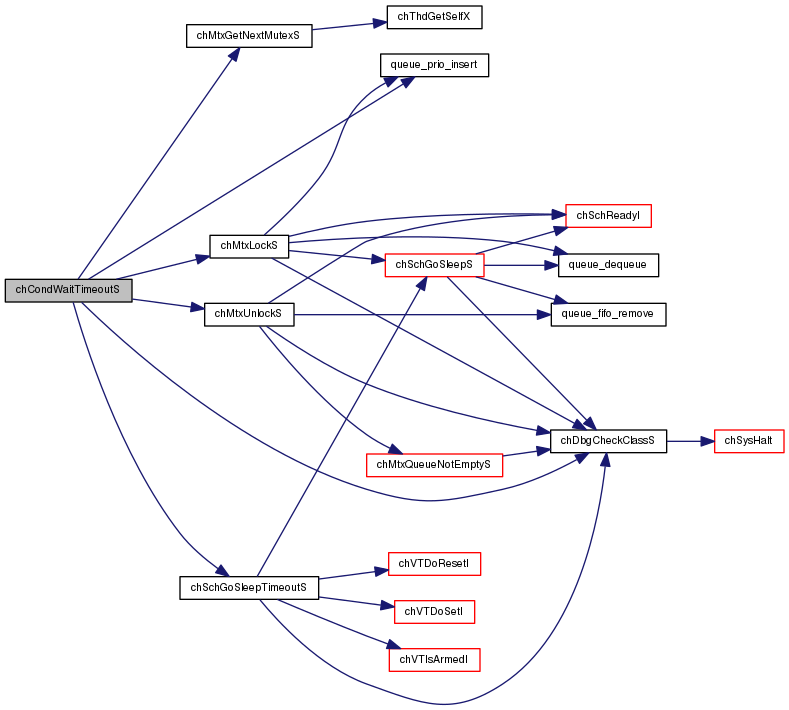 chMtxGetNextMutexS
chThdGetSelfX
queue_prio_insert
chMtxLockS
chSchReadyI
chSchGoSleepS
queue_dequeue
chCondWaitTimeoutS
chMtxUnlockS
queue_fifo_remove
chDbgCheckClassS
chSysHalt
chMtxQueueNotEmptyS
chVTDoResetI
chSchGoSleepTimeoutS
chVTDoSetI
chVTIsArmedI